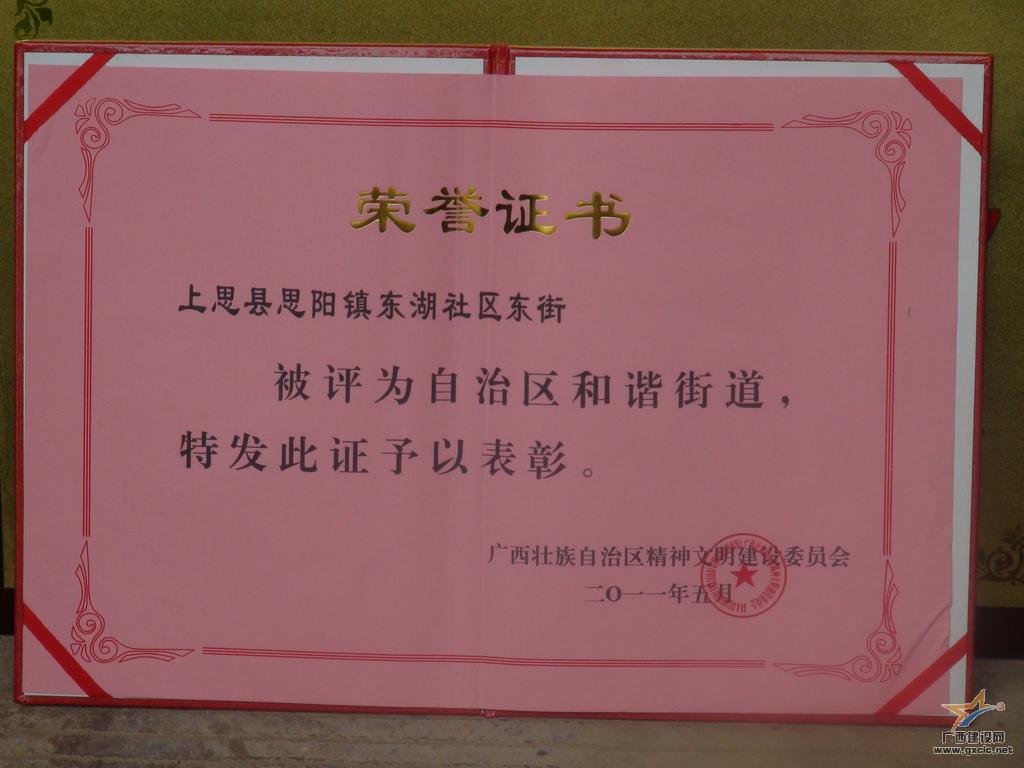 荣誉证书
上思县思阳镇东湖社区东街
被评为自治区和谐街道，
特发此证予以表彰。
广西壮族自治区精神文明建设委员会
二O一一年五月
广西建设网
www.gxcic.net